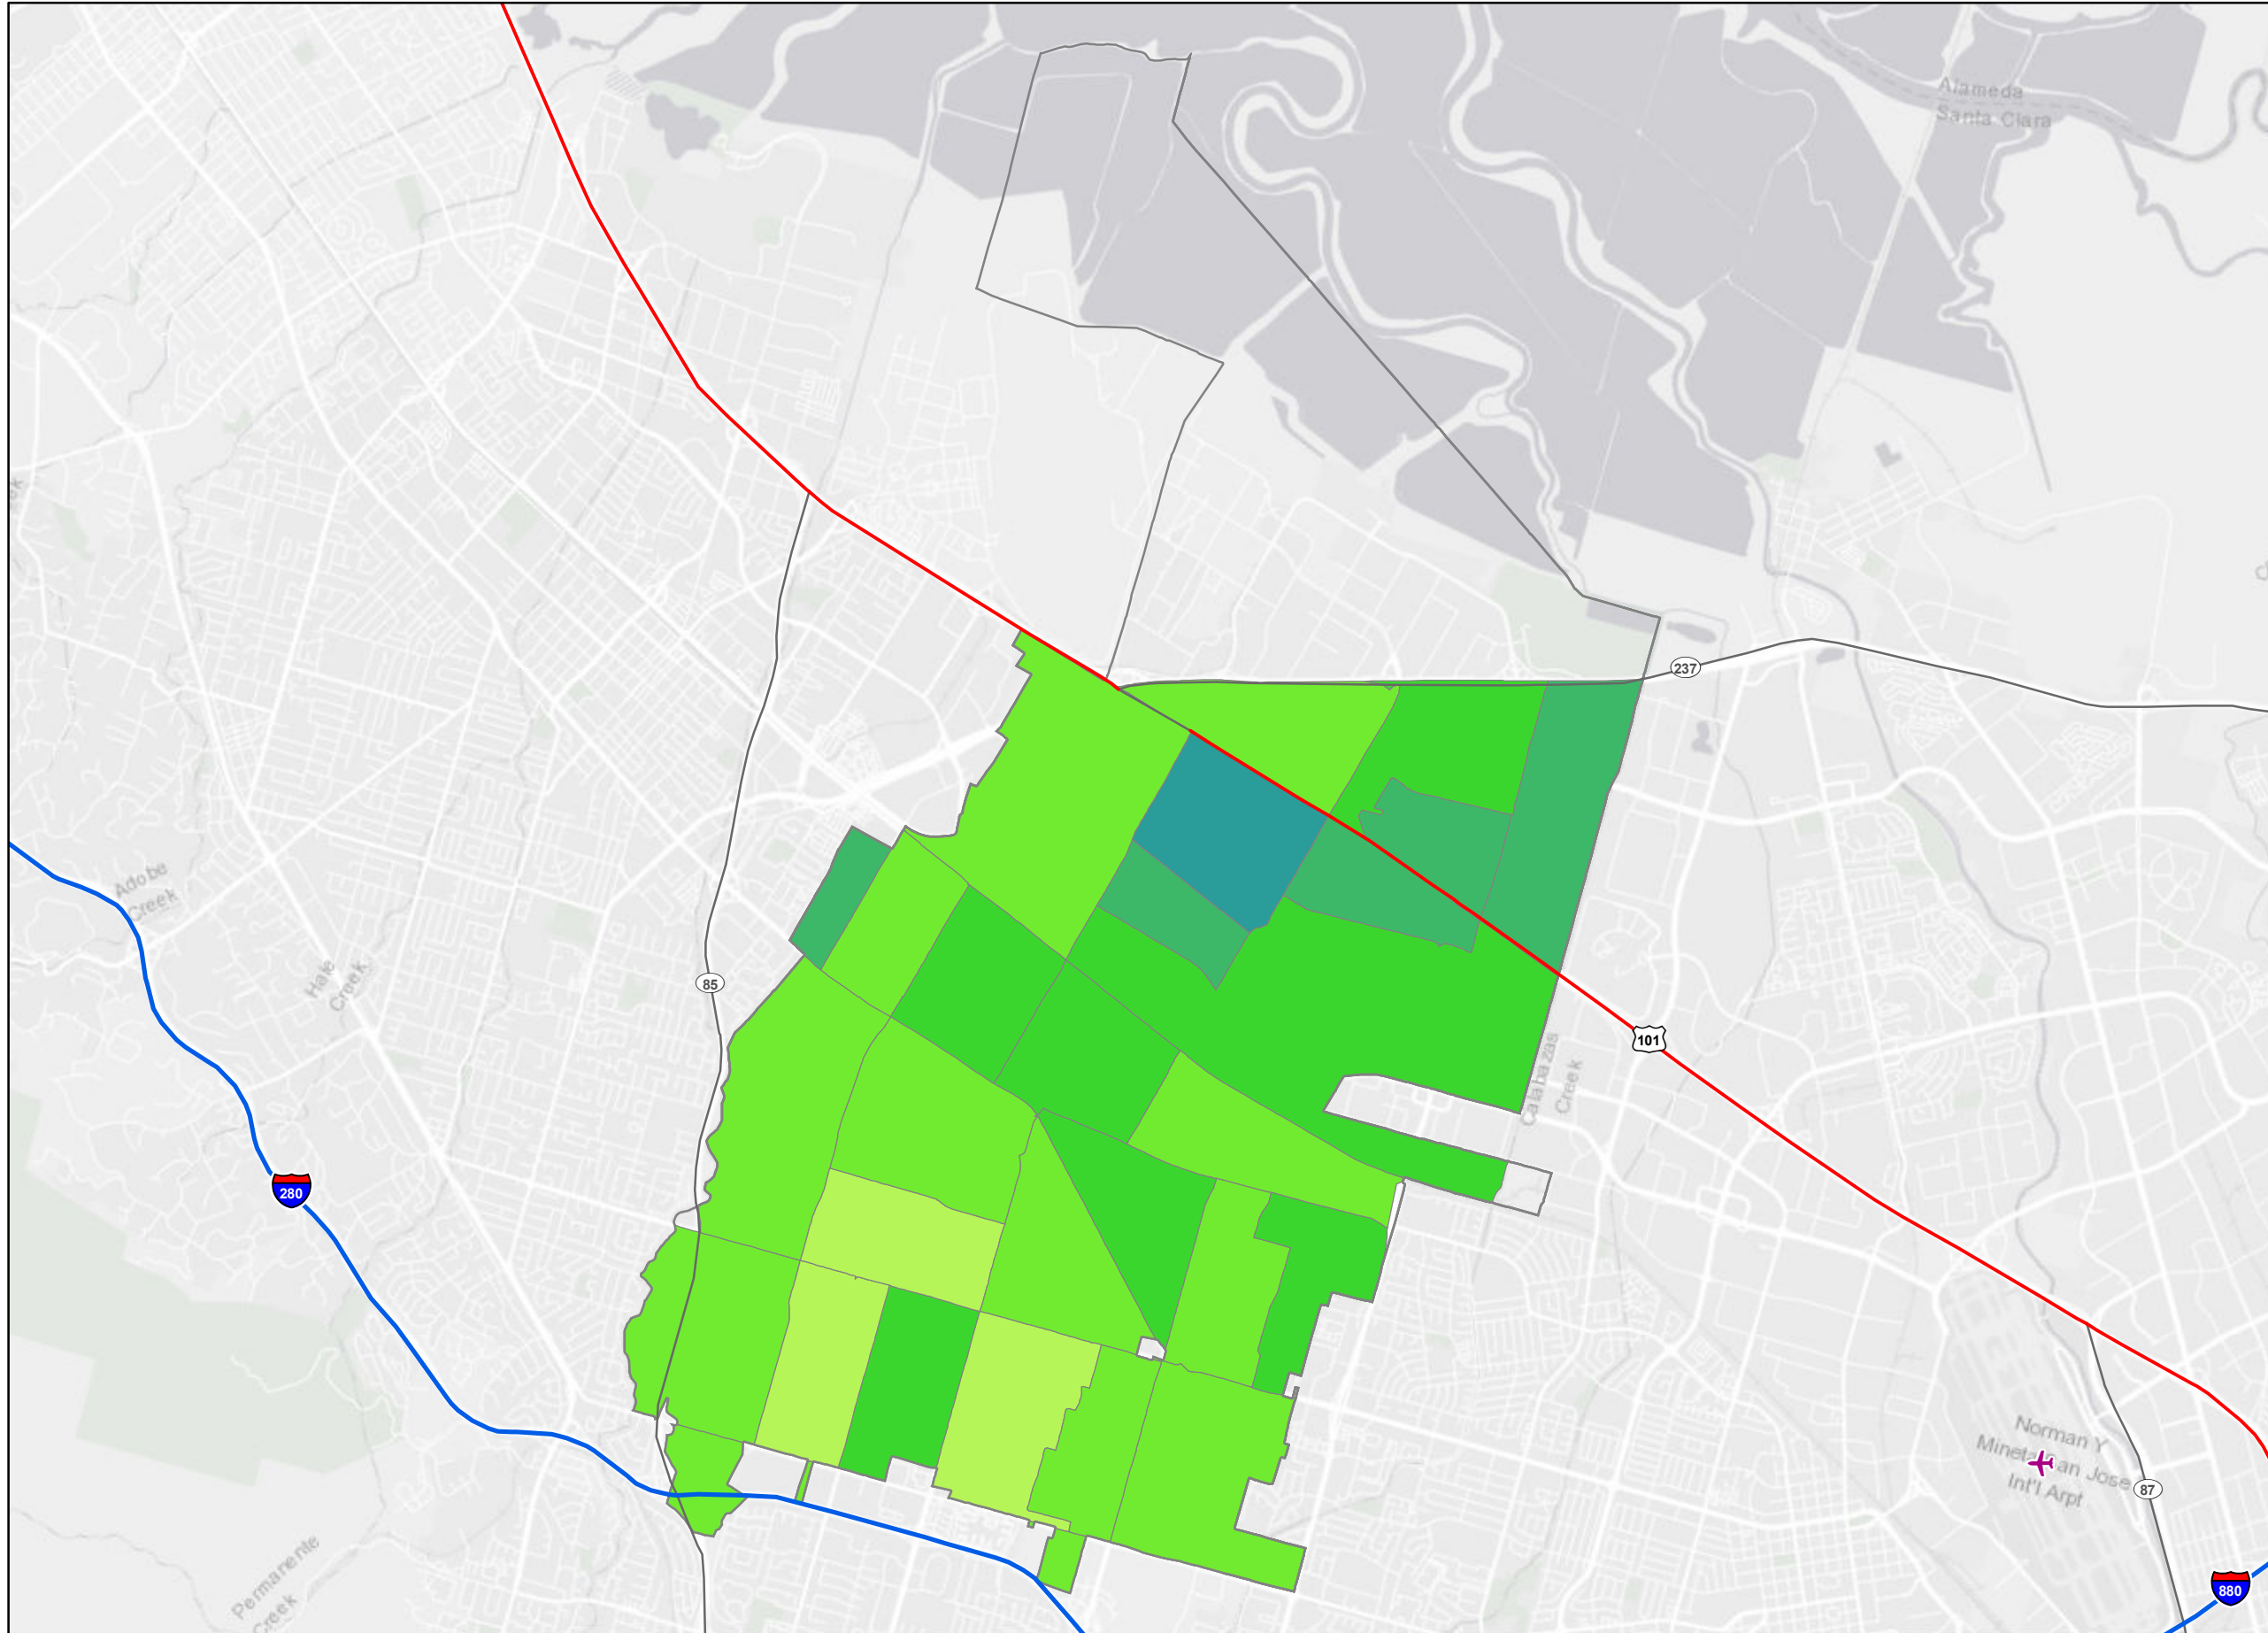 Alameda
Santa Clara
237
Adobe
Creek
Hale
Creek
85
101
Calabazas
Creek
280
Norman Y
Mineta San Jose
Int'l Arpt
87
Permanente
Creek
880